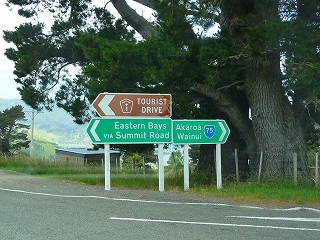 TOURIST
DRIVE
Eastern Bays
VIA Summit Road
Akaroa
Wainui
75